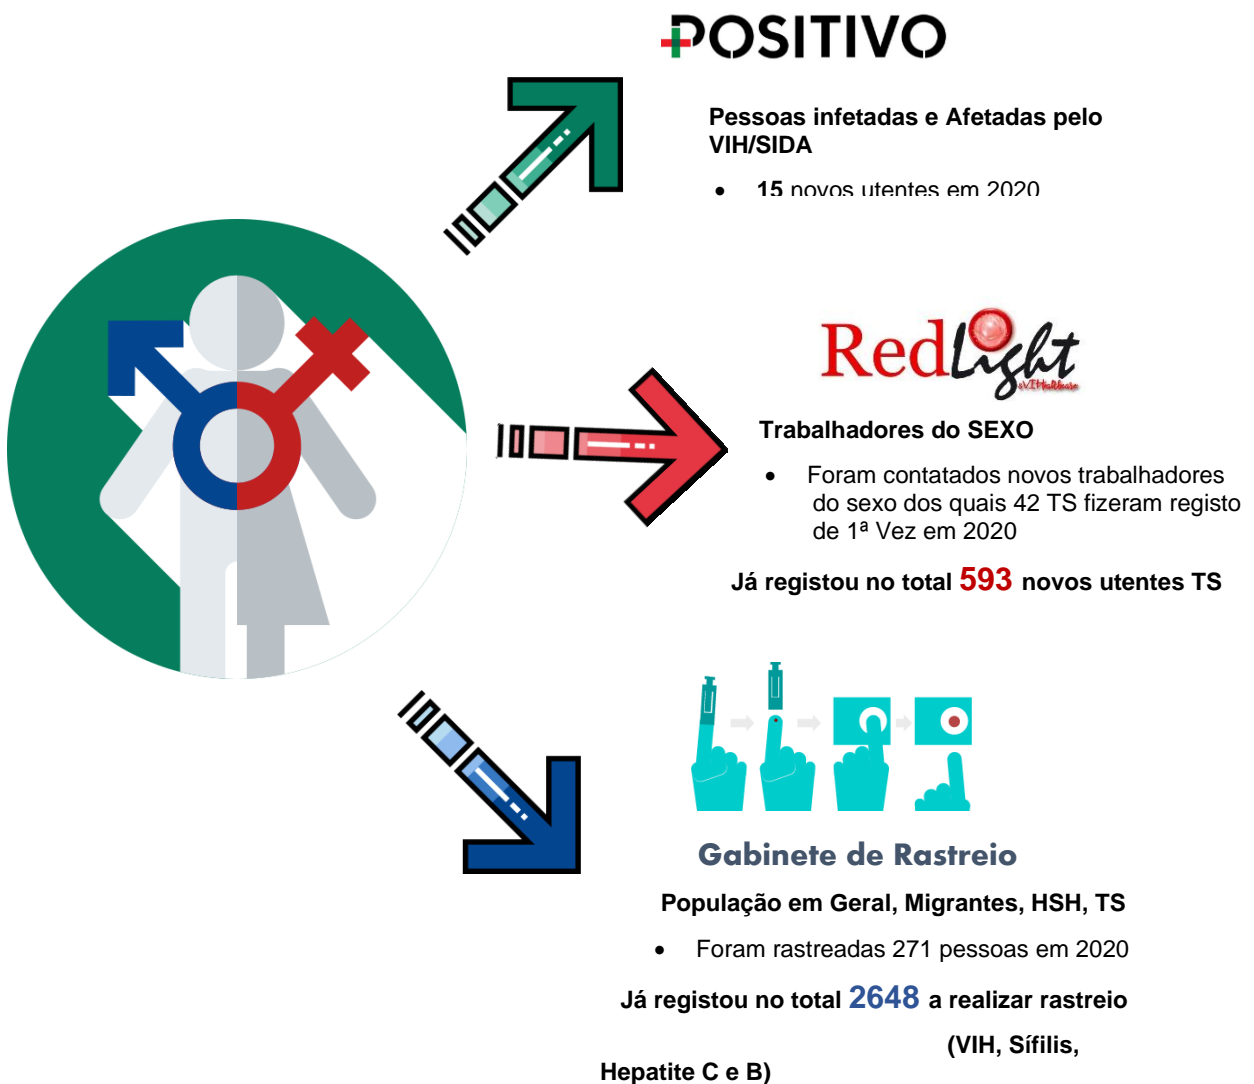 +POSITIVO
Pessoas infetadas e Afetadas pelo
VIH/SIDA
• 15 novos utentes em 2020
RedLight
Trabalhadores do SEXO
• Foram contatados novos trabalhadores
do sexo dos quais 42 TS fizeram registo
de 1ª Vez em 2020
Já registou no total 593 novos utentes TS
Gabinete de Rastreio
População em Geral, Migrantes, HSH, TS
• Foram rastreadas 271 pessoas em 2020
Já registou no total 2648 a realizar rastreio
(VIH, Sífilis,
Hepatite C e B)